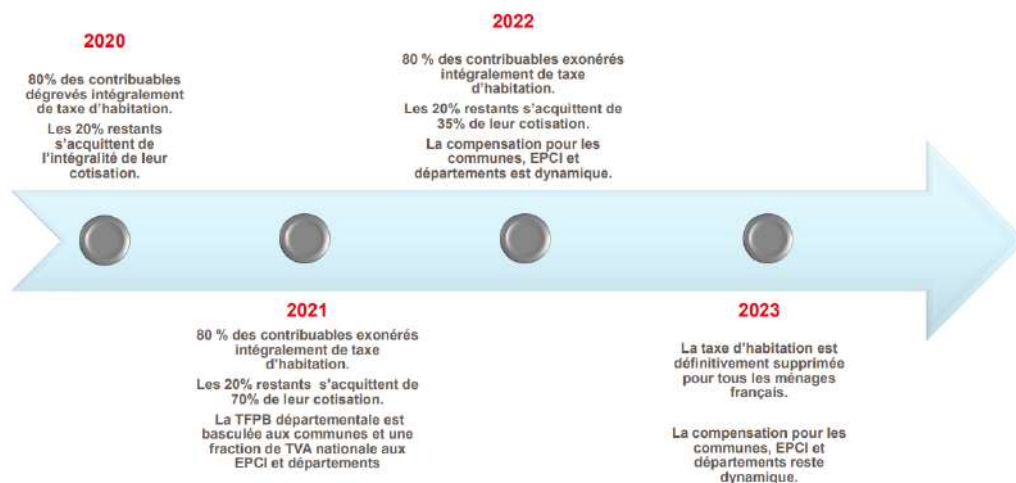 2020
80% des contribuables
dégrevés intégralement
de taxe d'habitation.
Les 20% restants
s'acquittent de
l'intégralité de leur
cotisation.
2021
80 % des contribuables exonérés
intégralement de taxe
d'habitation.
Les 20% restants s'acquittent de
70% de leur cotisation.
La TFPB départementale est
basculée aux communes et une
fraction de TVA nationale aux
EPCI et départements
2022
80 % des contribuables exonérés
intégralement de taxe
d'habitation.
Les 20% restants s'acquittent de
35% de leur cotisation.
La compensation pour les
communes, EPCI et
départements est dynamique.
2023
La taxe d'habitation est
définitivement supprimée
pour tous les ménages
français.
La compensation pour les
communes, EPCI et
départements reste
dynamique.